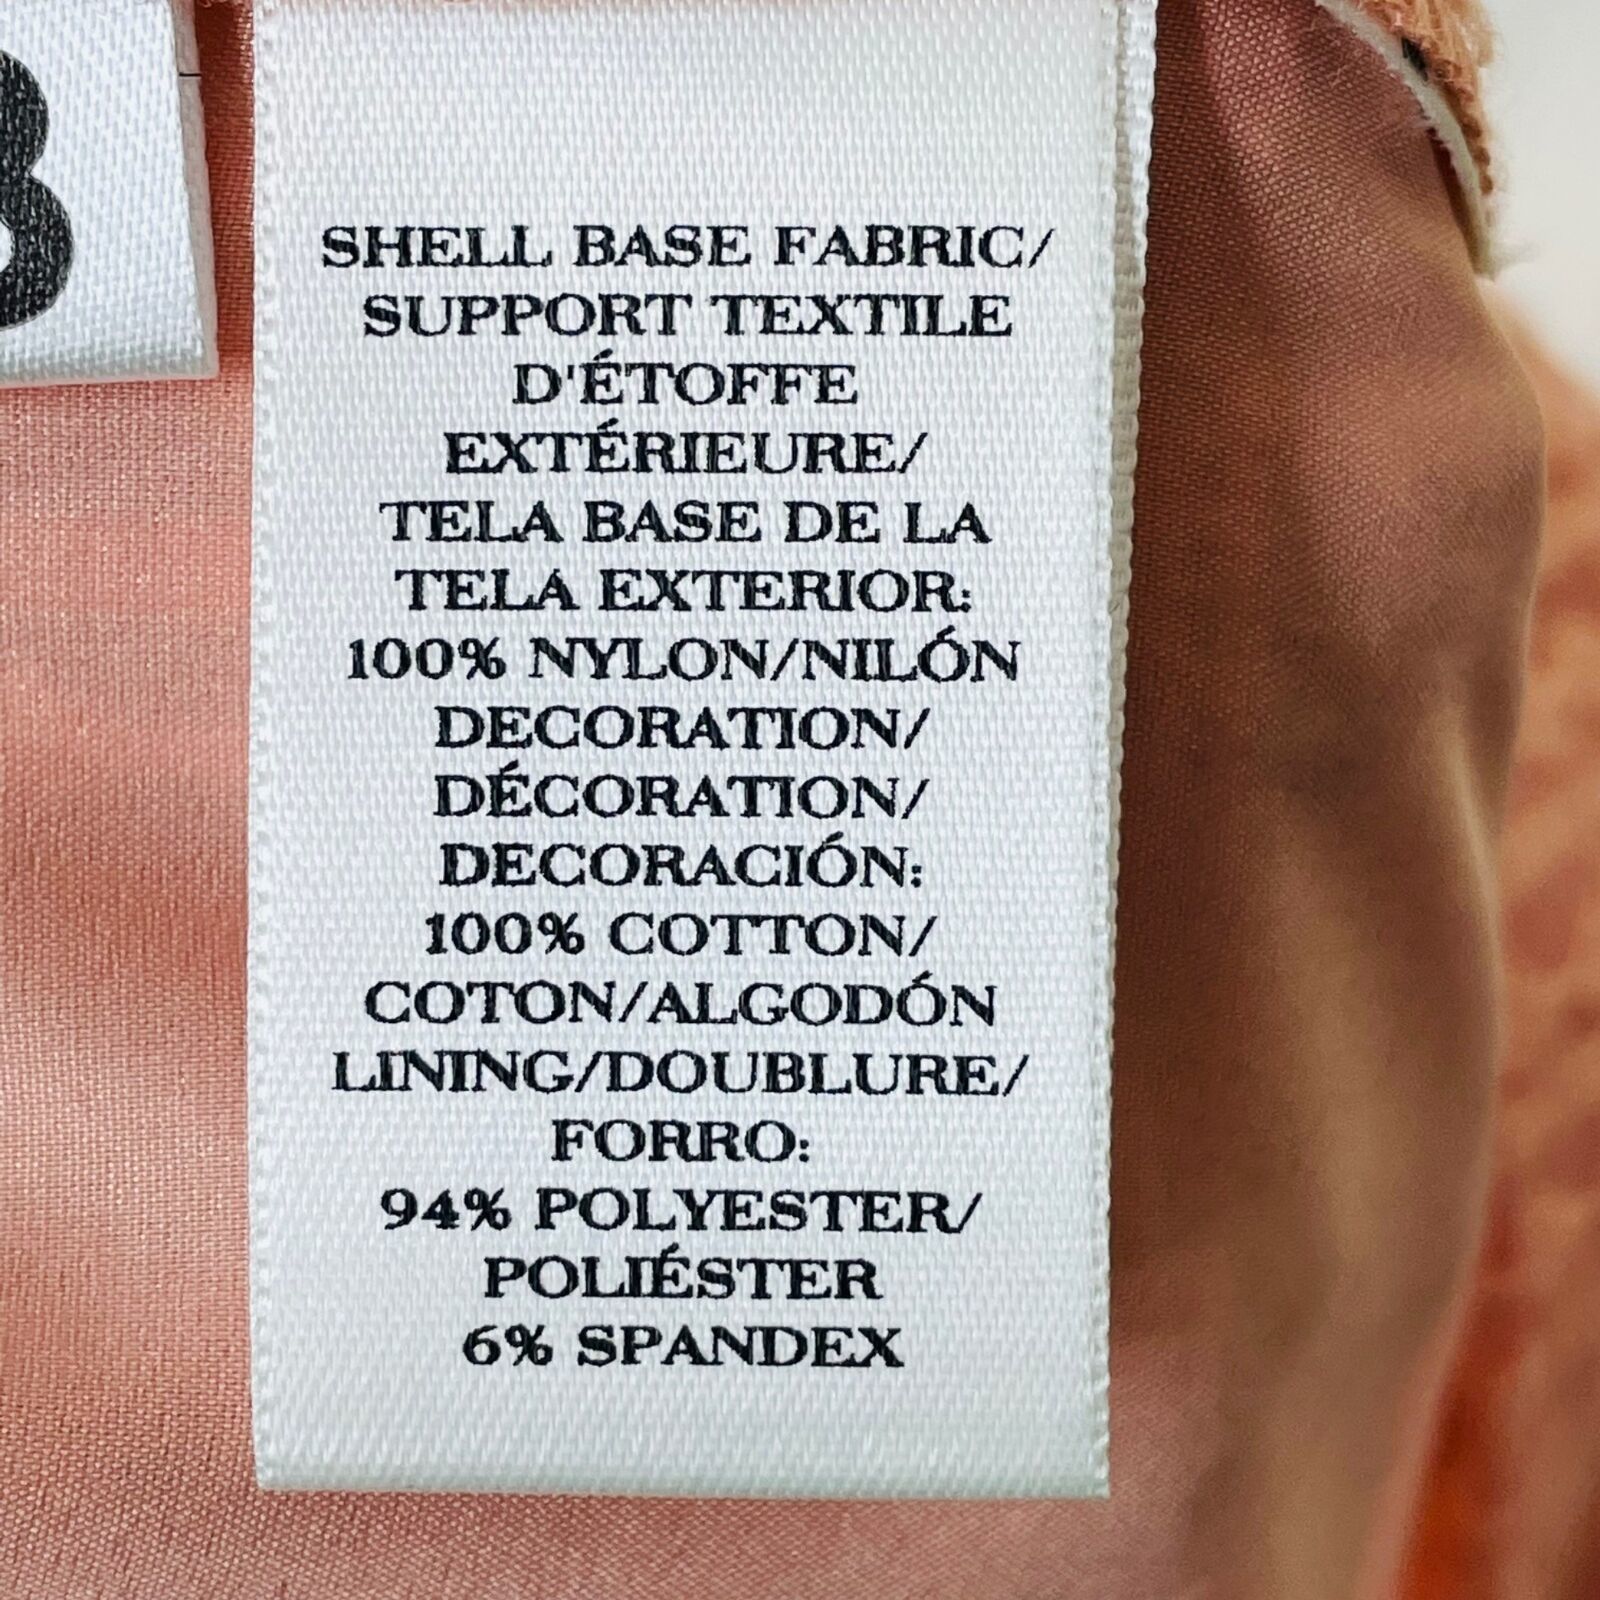 SHELL BASE FABRIC/
SUPPORT TEXTILE
D'ÉTOFFE
EXTÉRIEURE/
TELA BASE DE LA
TELA EXTERIOR:
100% NYLON/NILÓN
DECORATION/
DÉCORATION/
DECORACIÓN:
100% COTTON/
COTON/ALGODÓN
LINING/DOUBLURE/
FORRO:
94% POLYESTER/
POLIÉSTER
6% SPANDEX